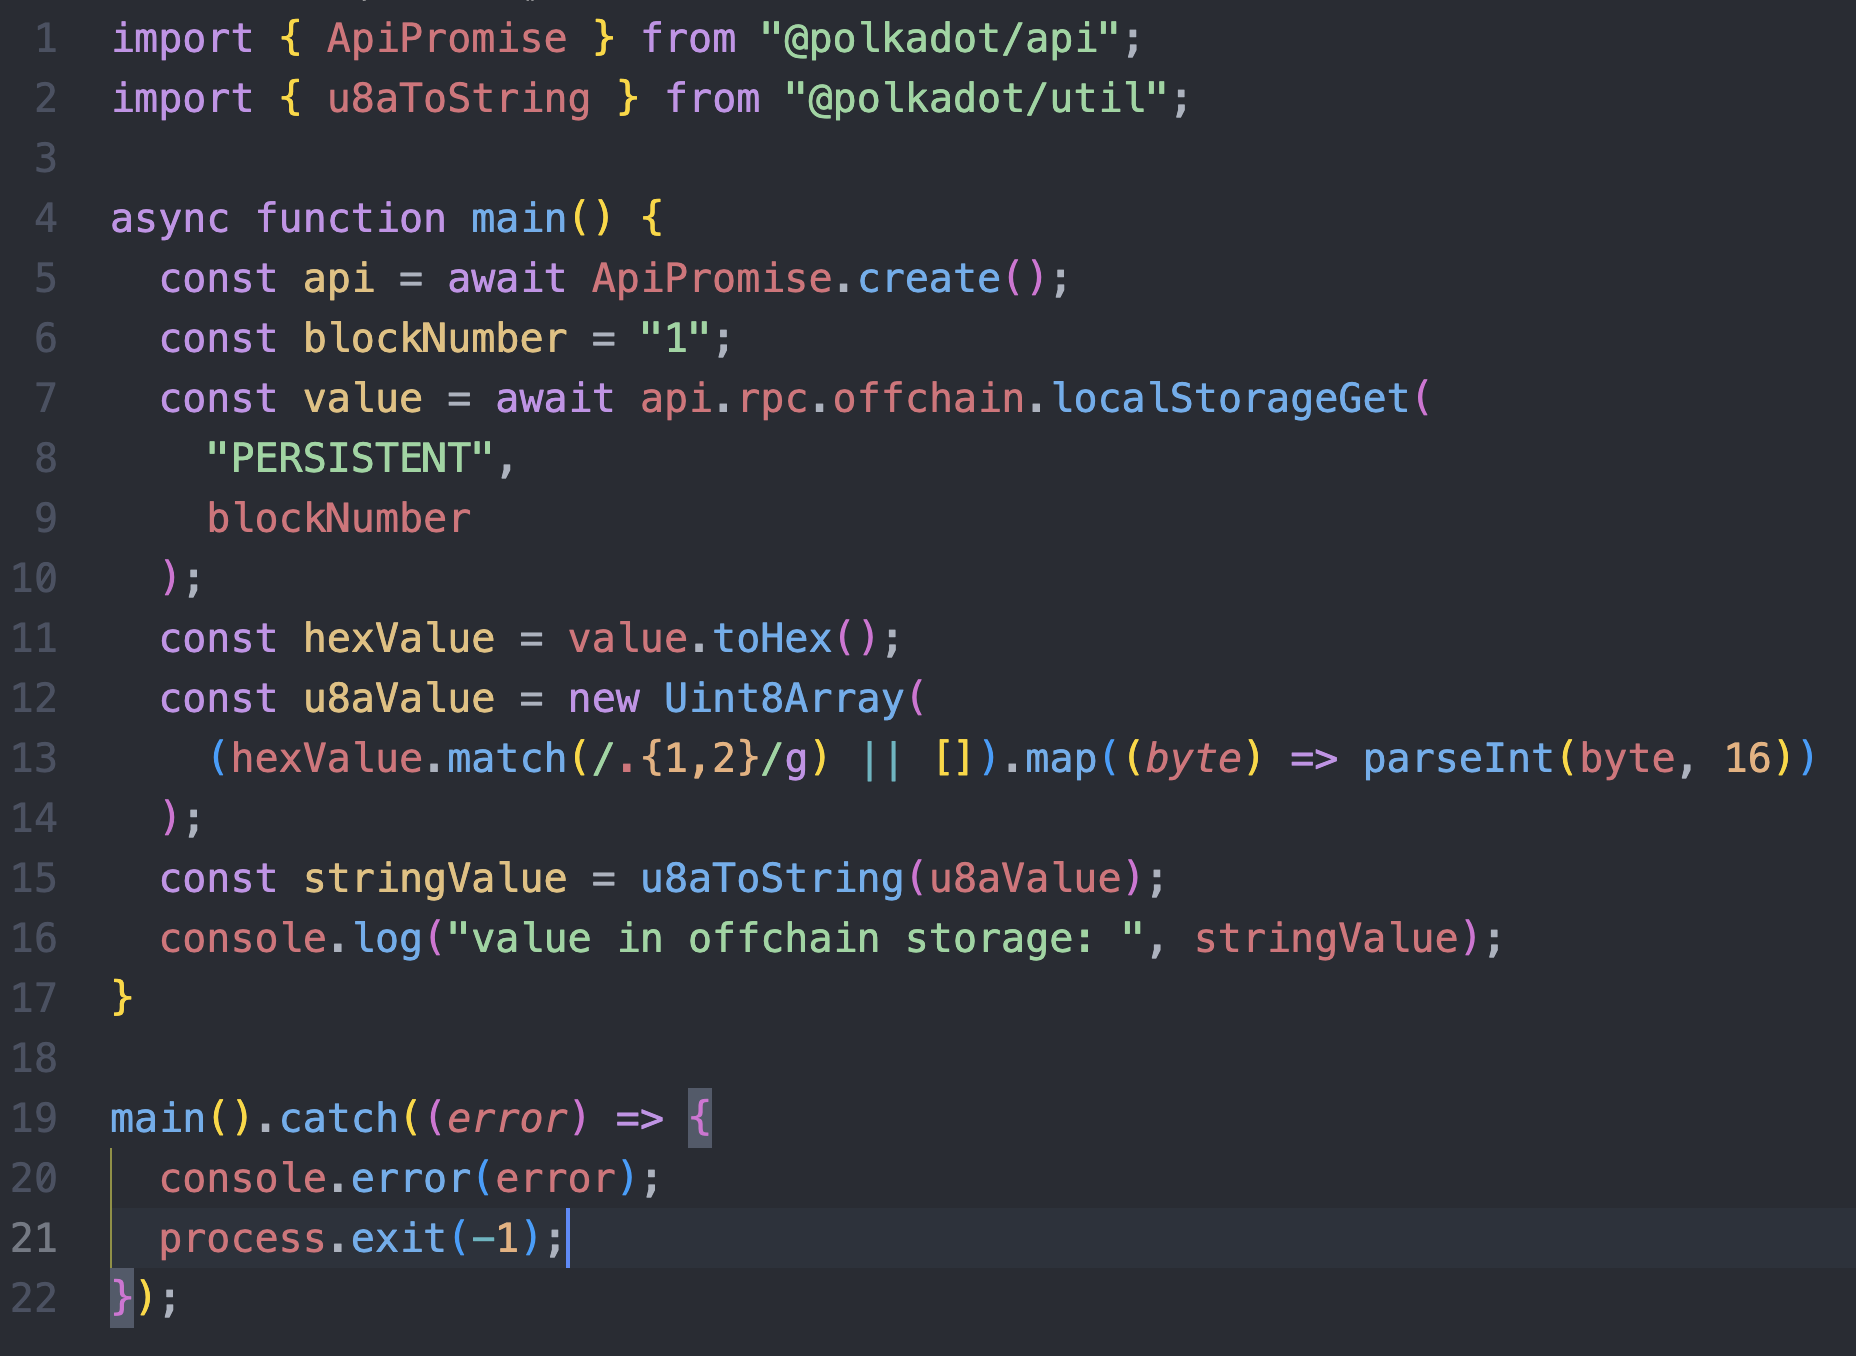 1 import { ApiPromise } from "@polkadot/api";
2 import { u8aToString } from "@polkadot/util";
3
4 async function main() {
5   const api = await ApiPromise.create();
6   const blockNumber = "1";
7   const value = await api.rpc.offchain.localStorageGet(
8     "PERSISTENT",
9     blockNumber
10   );
11   const hexValue = value.toHex();
12   const u8aValue = new Uint8Array(
13     (hexValue.match(/.{1,2}/g) || []).map((byte) => parseInt(byte, 16))
14   );
15   const stringValue = u8aToString(u8aValue);
16   console.log("value in offchain storage: ", stringValue);
17 }
18
19 main().catch((error) => {
20   console.error(error);
21   process.exit(-1);
22 });